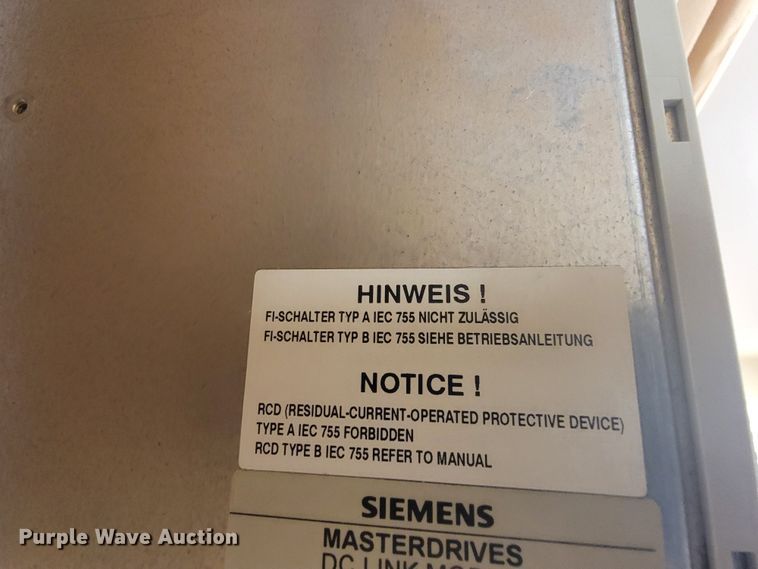 HINWEIS !
FI-SCHALTER TYP A IEC 755 NICHT ZULÄSSIG
FI-SCHALTER TYP B IEC 755 SIEHE BETRIEBSANLEITUNG
NOTICE !
RCD (RESIDUAL-CURRENT-OPERATED PROTECTIVE DEVICE)
TYPE A IEC 755 FORBIDDEN
RCD TYPE B IEC 755 REFER TO MANUAL
SIEMENS
MASTERDRIVES
DC LINK
Purple Wave Auction